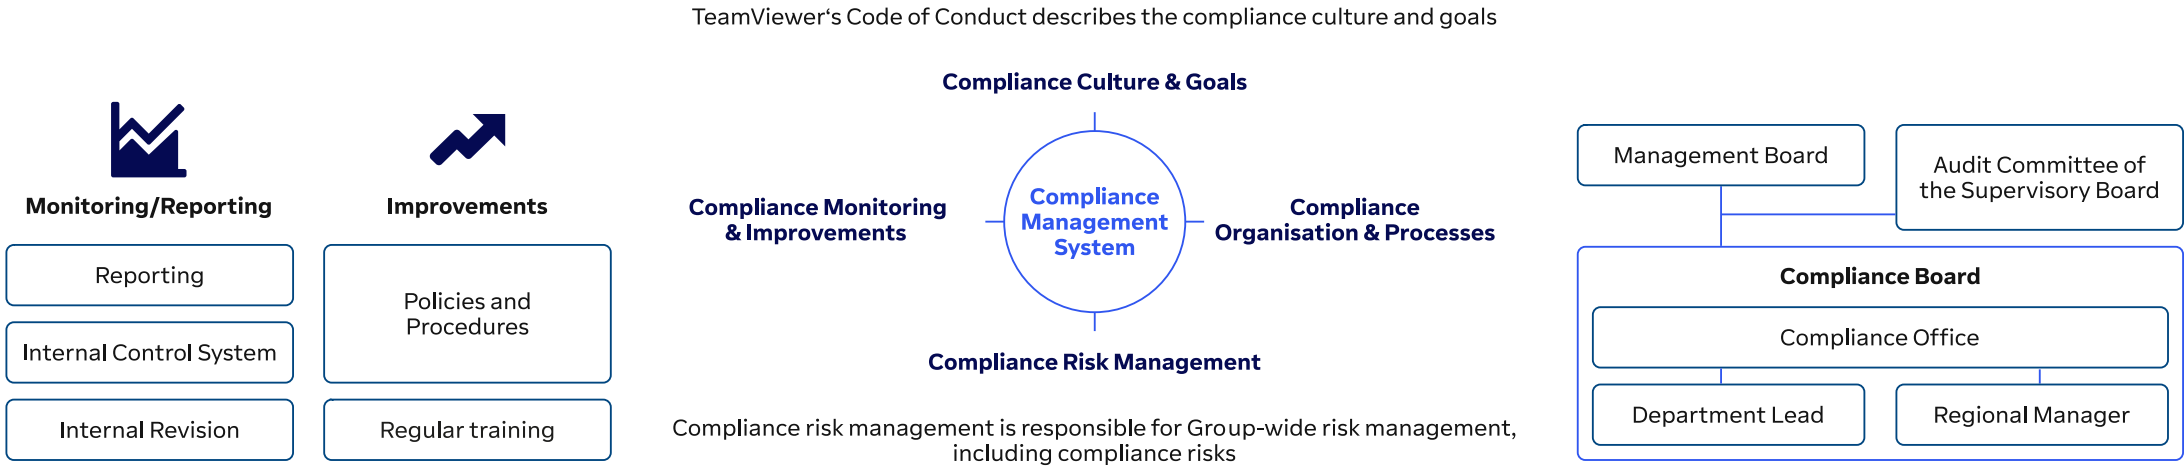 TeamViewer‘s Code of Conduct describes the compliance culture and goals
Monitoring/Reporting
Reporting
Internal Control System
Internal Revision
Improvements
Policies and
Procedures
Regular training
Compliance Culture & Goals
Compliance Monitoring
& Improvements
Compliance
Management
System
Compliance
Organisation & Processes
Compliance Risk Management
Compliance risk management is responsible for Group-wide risk management,
including compliance risks
Management Board
Audit Committee of
the Supervisory Board
Compliance Board
Compliance Office
Department Lead
Regional Manager